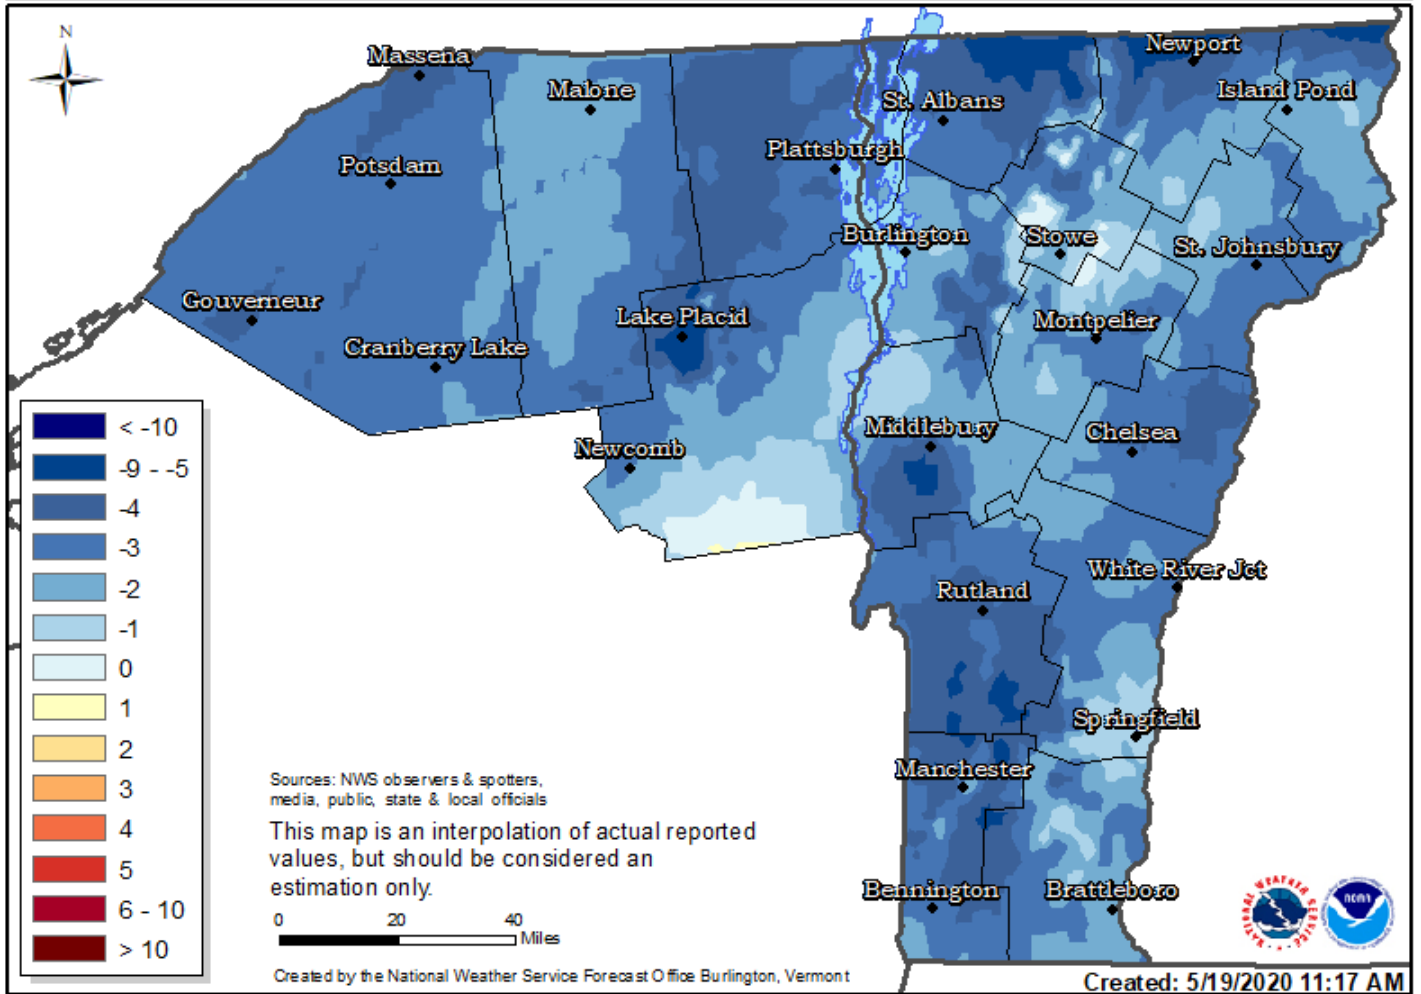 N
Massena
Malone
Newport
St. Albans
Island Pond
Potsdam
Plattsburgh
Burlington
Stowe
St. Johnsbury
Gouverneur
Lake Placid
Montpelier
Cranberry Lake
Middlebury
Chelsea
Newcomb
White River Jct
Rutland
Springfield
Manchester
Bennington
Brattleboro
< -10
-9 - -5
-4
-3
-2
-1
0
1
2
3
4
5
6 - 10
> 10
Sources: NWS observers & spotters,
media, public, state & local officials
This map is an interpolation of actual reported
values, but should be considered an
estimation only.
0 20 40
Miles
Created by the National Weather Service Forecast Office Burlington, Vermont
NATIONAL WEATHER SERVICE
noaa
Created: 5/19/2020 11:17 AM